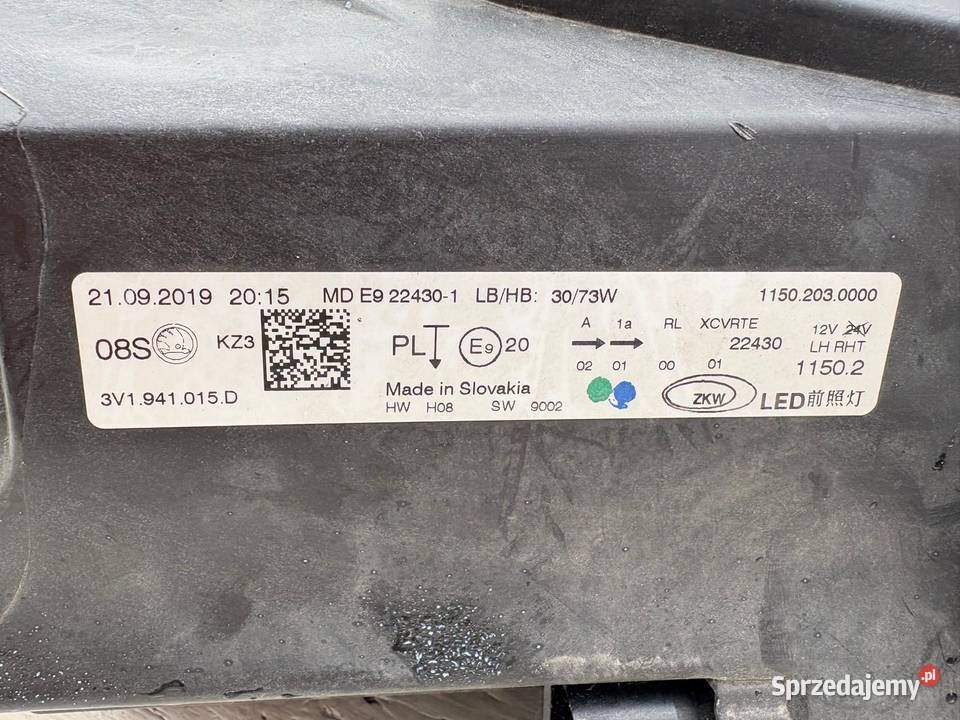 21.09.2019 20:15 MD E9 22430-1 LB/HB: 30/73W 1150.203.0000
08S KZ3 PL E9 20 A 1a RL XCVRTE 12V 24V
22430 LH RHT
02 01 00 01 1150.2
3V1.941.015.D Made in Slovakia ZKW LED前照灯
HW H08 SW 9002
Sprzedajemy.pl